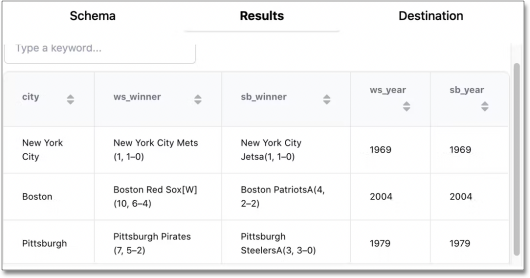 Schema Results Destination
Type a keyword...
city ws_winner sb_winner ws_year sb_year
New York City New York City Mets (1, 1–0) New York City Jetsa(1, 1–0) 1969 1969
Boston Boston Red Sox[W] (10, 6–4) Boston PatriotsA(4, 2–2) 2004 2004
Pittsburgh Pittsburgh Pirates (7, 5–2) Pittsburgh SteelersA(3, 3–0) 1979 1979